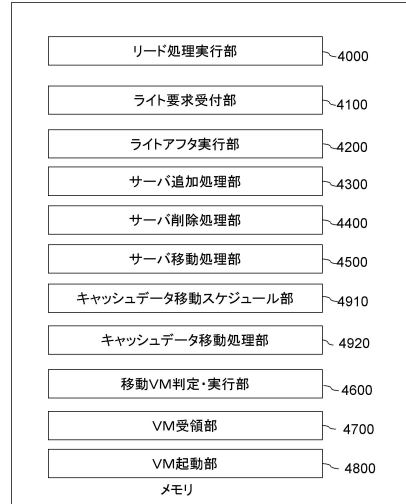 リード処理実行部 4000
ライト要求受付部 4100
ライトアフタ実行部 4200
サーバ追加処理部 4300
サーバ削除処理部 4400
サーバ移動処理部 4500
キャッシュデータ移動スケジュール部 4910
キャッシュデータ移動処理部 4920
移動VM判定・実行部 4600
VM受領部 4700
VM起動部 4800
メモリ